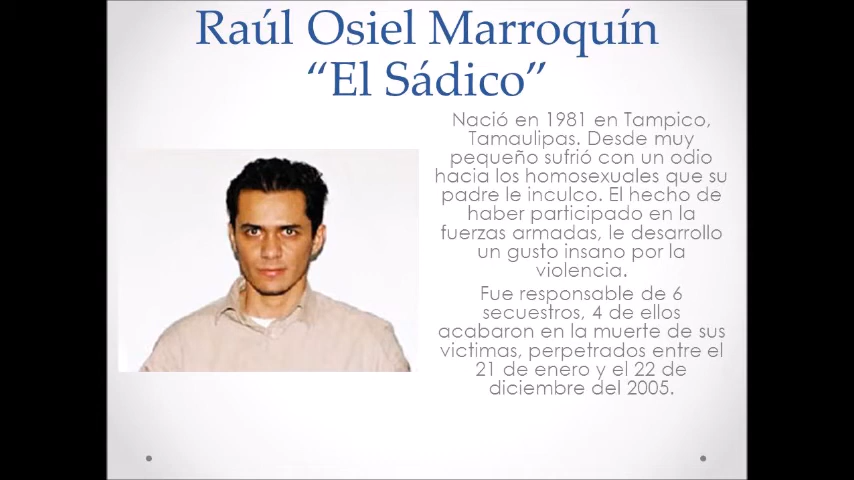 Raúl Osiel Marroquín
“El Sádico”
Nació en 1981 en Tampico,
Tamaulipas. Desde muy
pequeño sufrió con un odio
hacia los homosexuales que su
padre le inculco. El hecho de
haber participado en la
fuerzas armadas, le desarrollo
un gusto insano por la
violencia.
Fue responsable de 6
secuestros, 4 de ellos
acabaron en la muerte de sus
victimas, perpetrados entre el
21 de enero y el 22 de
diciembre del 2005.